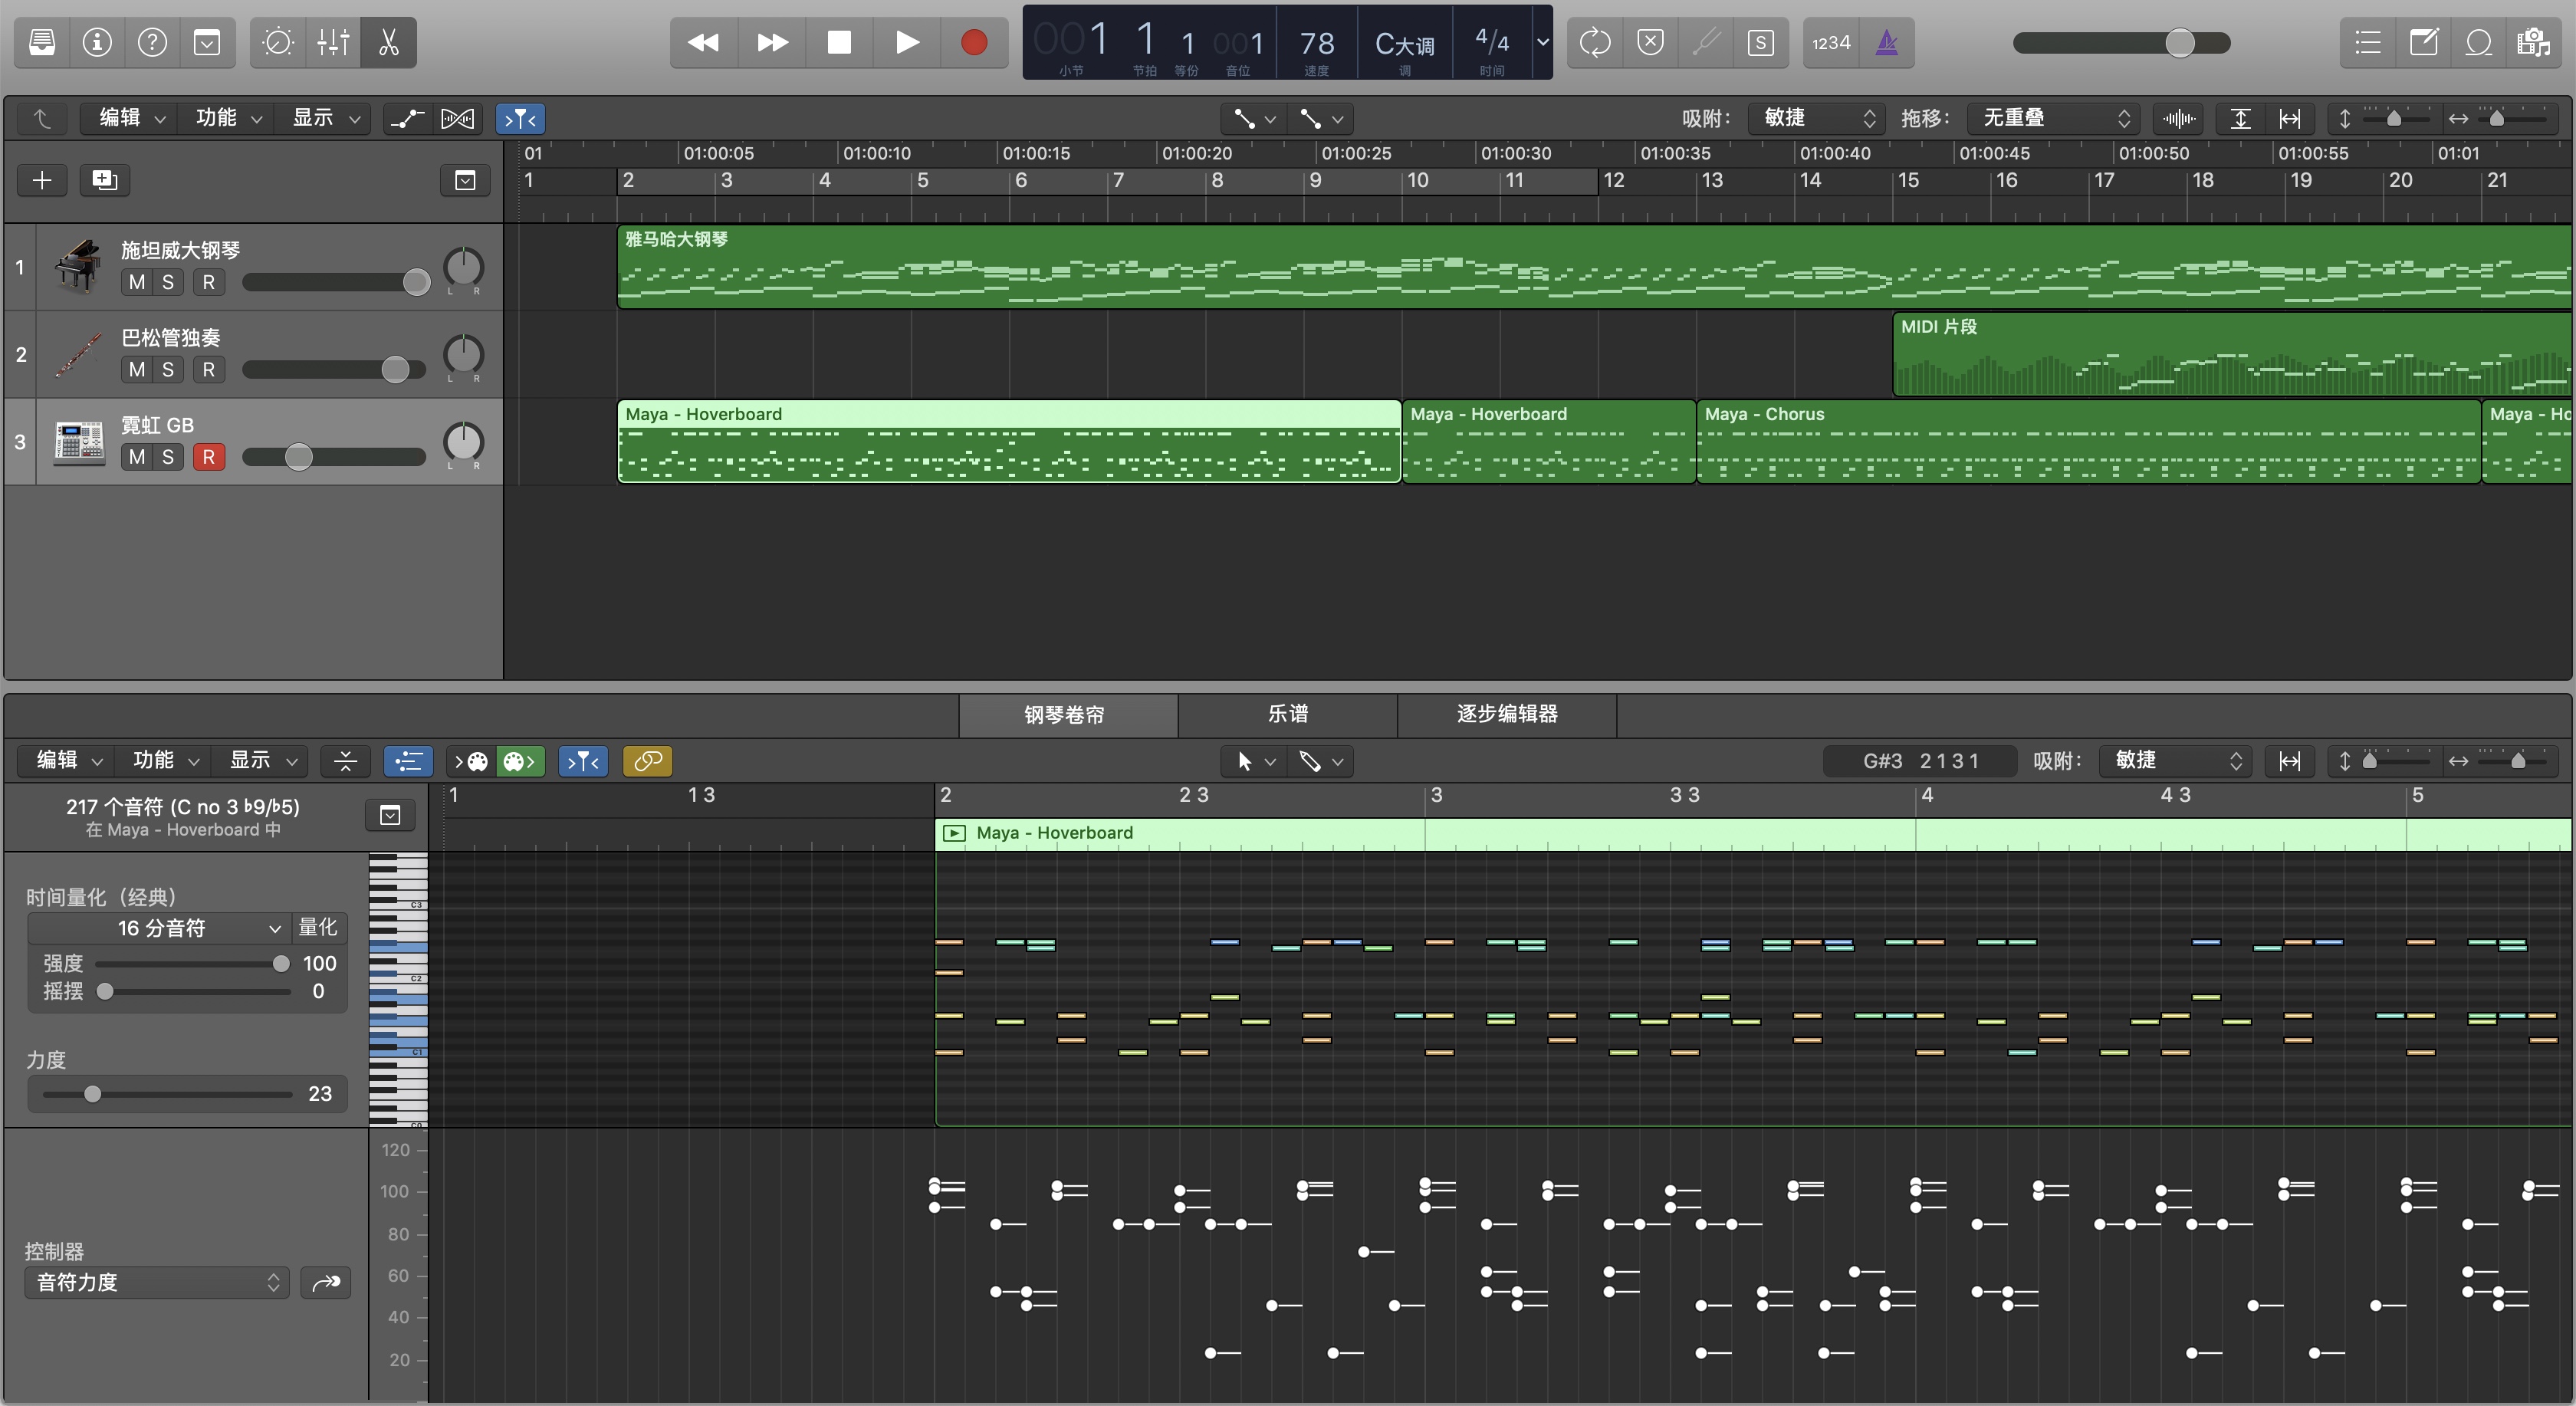 001 1 1 001 78 C大调 4/4
小节 节拍 等份 音位 速度 调 时间
S 1234
编辑 功能 显示 吸附： 敏捷 拖移： 无重叠
01 01:00:05 01:00:10 01:00:15 01:00:20 01:00:25 01:00:30 01:00:35 01:00:40 01:00:45 01:00:50 01:00:55 01:01
1 2 3 4 5 6 7 8 9 10 11 12 13 14 15 16 17 18 19 20 21
1 施坦威大钢琴
M S R L R
雅马哈大钢琴
2 巴松管独奏
M S R L R
MIDI 片段
3 霓虹 GB
M S R L R
Maya - Hoverboard Maya - Hoverboard Maya - Chorus Maya - Ho
钢琴卷帘 乐谱 逐步编辑器
编辑 功能 显示 G#3 2 1 3 1 吸附： 敏捷
217 个音符 (C no 3 ♭9/♭5)
在 Maya - Hoverboard 中
1 1 3 2 2 3 3 3 3 4 4 3 5
Maya - Hoverboard
时间量化（经典）
16 分音符 量化
强度 100
摇摆 0
力度
23
C3
C2
C1
C0
控制器
音符力度
120
100
80
60
40
20